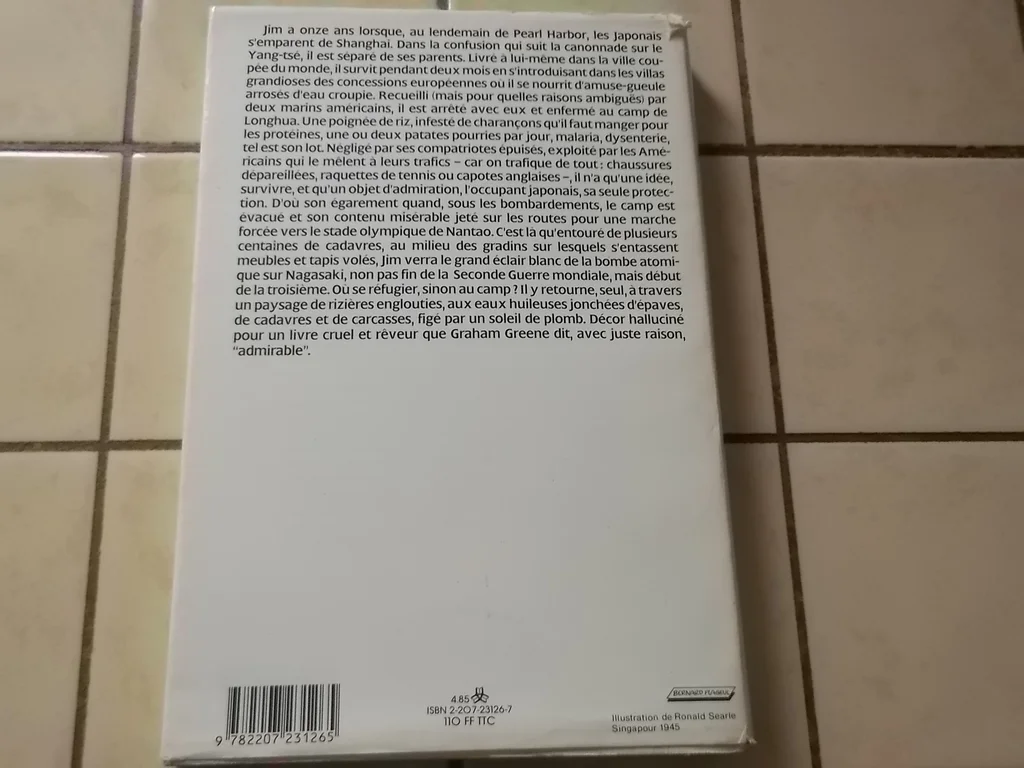 Jim a onze ans lorsque, au lendemain de Pearl Harbor, les Japonais
s'emparent de Shanghai. Dans la confusion qui suit la canonnade sur le
Yang-tsé, il est séparé de ses parents. Livré à lui-même dans la ville cou-
pée du monde, il survit pendant deux mois en s'introduisant dans les villas
grandioses des concessions européennes où il se nourrit d'amuse-gueule
arrosés d'eau croupie. Recueilli (mais pour quelles raisons ambiguës) par
deux marins américains, il est arrêté avec eux et enfermé au camp de
Longhua. Une poignée de riz, infesté de charançons qu'il faut manger pour
les protéines, une ou deux patates pourries par jour, malaria, dysenterie,
tel est son lot. Négligé par ses compatriotes épuisés, exploité par les Amé-
ricains qui le mêlent à leurs trafics – car on trafique de tout : chaussures
dépareillées, raquettes de tennis ou capotes anglaises –, il n'a qu'une idée,
survivre, et qu'un objet d'admiration, l'occupant japonais, sa seule protec-
tion. D'où son égarement quand, sous les bombardements, le camp est
évacué et son contenu misérable jeté sur les routes pour une marche
forcée vers le stade olympique de Nantao. C'est là qu'entouré de plusieurs
centaines de cadavres, au milieu des gradins sur lesquels s'entassent
meubles et tapis volés, Jim verra le grand éclair blanc de la bombe atomi-
que sur Nagasaki, non pas fin de la Seconde Guerre mondiale, mais début
de la troisième. Où se réfugier, sinon au camp ? Il y retourne, seul, à travers
un paysage de rizières englouties, aux eaux huileuses jonchées d'épaves,
de cadavres et de carcasses, figé par un soleil de plomb. Décor halluciné
pour un livre cruel et rêveur que Graham Greene dit, avec juste raison,
"admirable".
4.85
ISBN 2-207-23126-7
110 FF TTC
9 782207 231265
Illustration de Ronald Searle
Singapour 1945